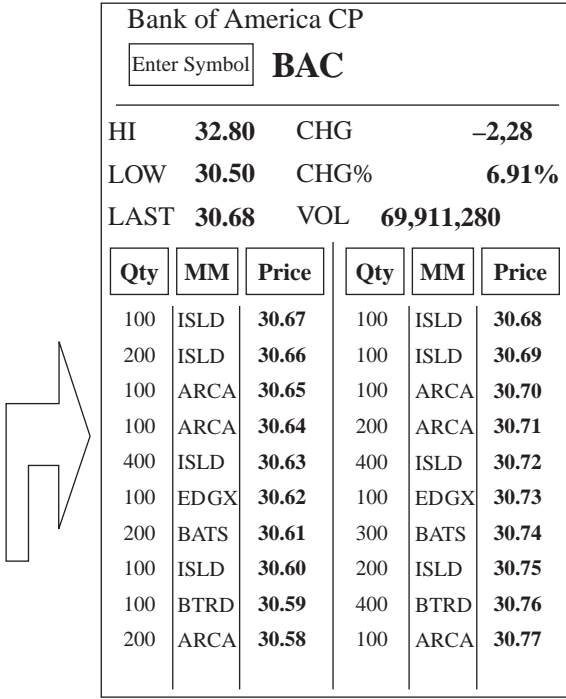 Bank of America CP
Enter Symbol BAC
HI 32.80 CHG –2,28
LOW 30.50 CHG% 6.91%
LAST 30.68 VOL 69,911,280
Qty MM Price Qty MM Price
100 ISLD 30.67 100 ISLD 30.68
200 ISLD 30.66 100 ISLD 30.69
100 ARCA 30.65 100 ARCA 30.70
100 ARCA 30.64 200 ARCA 30.71
400 ISLD 30.63 400 ISLD 30.72
100 EDGX 30.62 100 EDGX 30.73
200 BATS 30.61 300 BATS 30.74
100 ISLD 30.60 200 ISLD 30.75
100 BTRD 30.59 400 BTRD 30.76
200 ARCA 30.58 100 ARCA 30.77